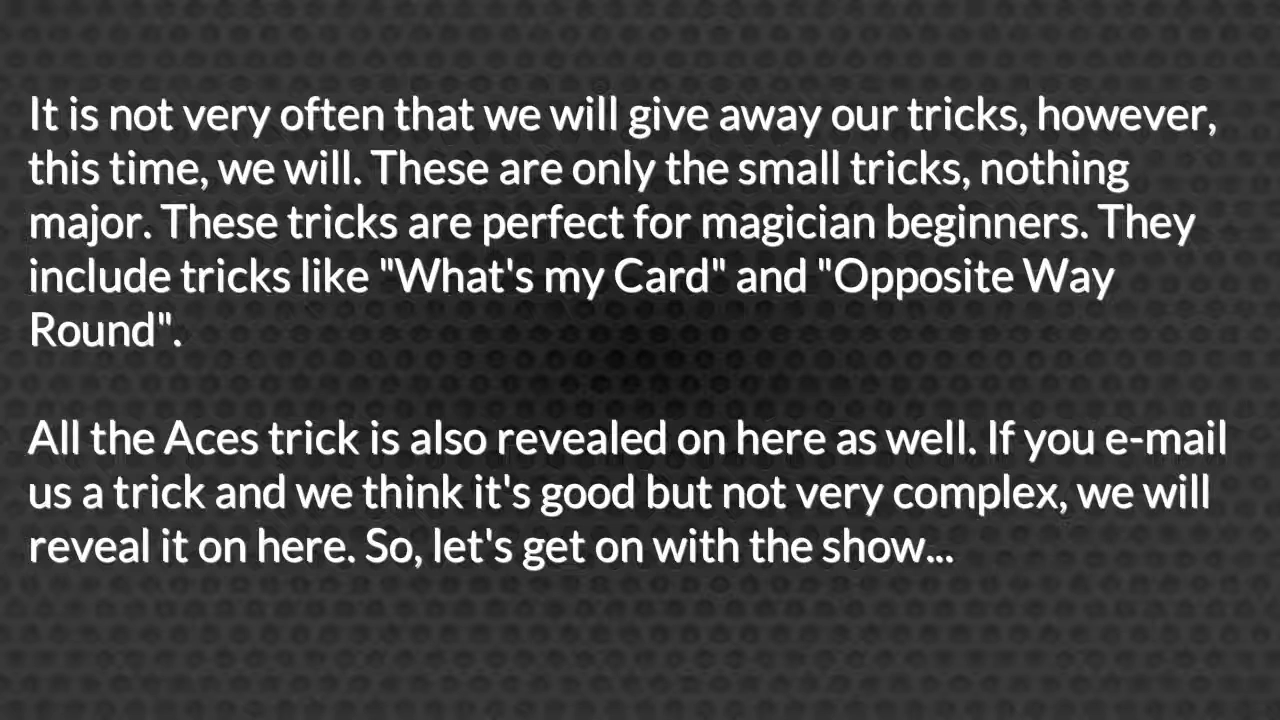 It is not very often that we will give away our tricks, however,
this time, we will. These are only the small tricks, nothing
major. These tricks are perfect for magician beginners. They
include tricks like "What's my Card" and "Opposite Way
Round".
All the Aces trick is also revealed on here as well. If you e-mail
us a trick and we think it's good but not very complex, we will
reveal it on here. So, let's get on with the show...